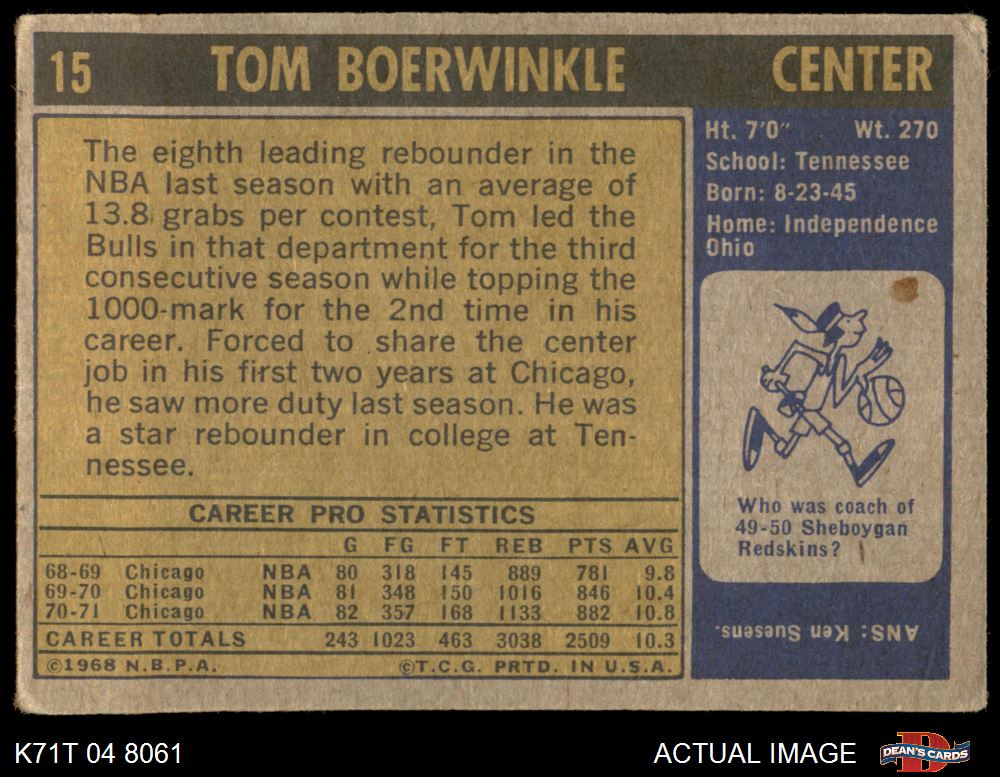 15 TOM BOERWINKLE CENTER
The eighth leading rebounder in the
NBA last season with an average of
13.8 grabs per contest, Tom led the
Bulls in that department for the third
consecutive season while topping the
1000-mark for the 2nd time in his
career. Forced to share the center
job in his first two years at Chicago,
he saw more duty last season. He was
a star rebounder in college at Ten-
nessee.
CAREER PRO STATISTICS
G FG FT REB PTS AVG
68-69 Chicago NBA 80 318 145 889 781 9.8
69-70 Chicago NBA 81 348 150 1016 846 10.4
70-71 Chicago NBA 82 357 168 1133 882 10.8
CAREER TOTALS 243 1023 463 3038 2509 10.3
©1968 N.B.P.A. ©T.C.G. PRTD. IN U.S.A.
Ht. 7'0" Wt. 270
School: Tennessee
Born: 8-23-45
Home: Independence
Ohio
Who was coach of
49-50 Sheboygan
Redskins?
ANS: Ken Suesens.
K71T 04 8061 ACTUAL IMAGE DEAN'S CARDS